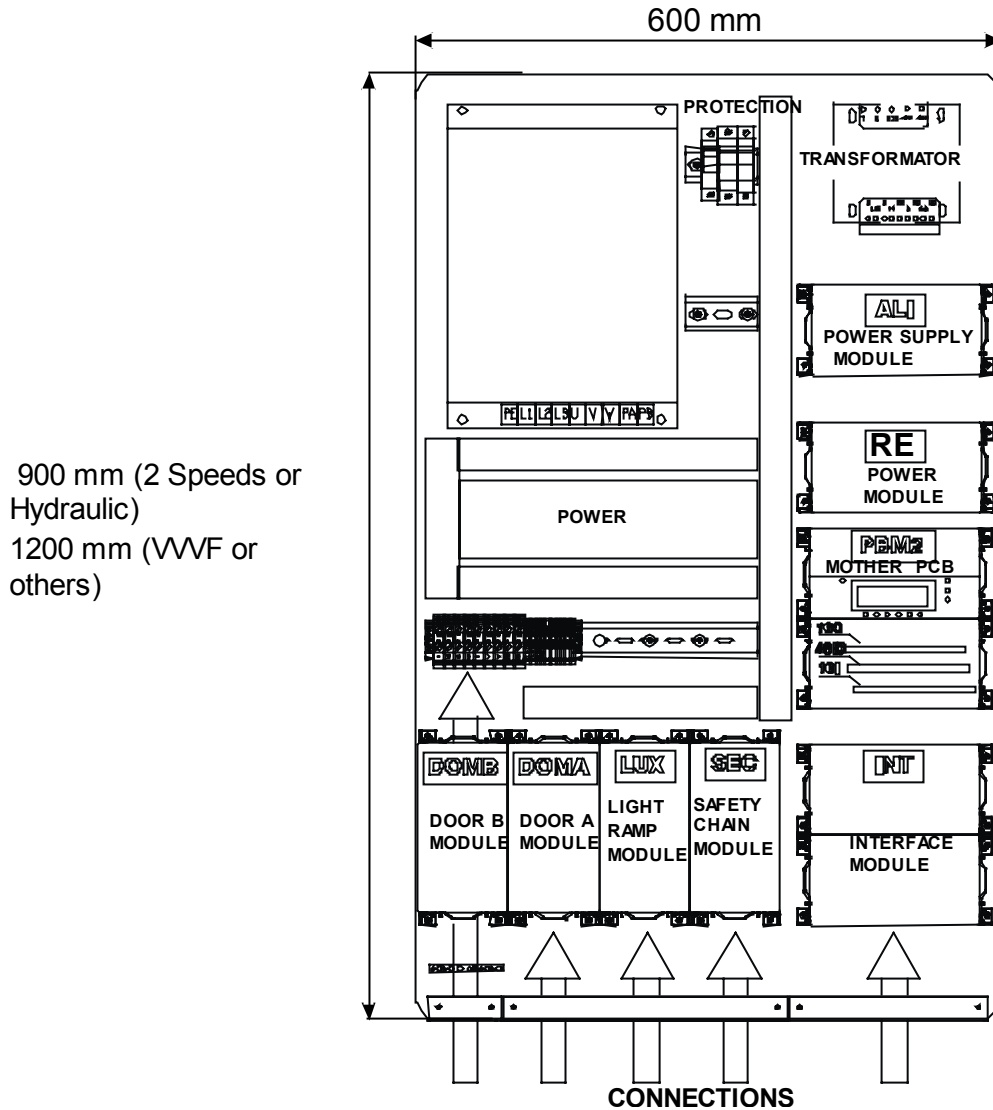 600 mm
PROTECTION
TRANSFORMATOR
ALI
POWER SUPPLY
MODULE
PE L1 L2 L3 U V PA PB
RE
POWER
MODULE
900 mm (2 Speeds or
Hydraulic)
1200 mm (VVVF or
others)
POWER
PBM2
MOTHER PCB
DOMB
DOOR B
MODULE
DOMA
DOOR A
MODULE
LUX
LIGHT
RAMP
MODULE
SEC
SAFETY
CHAIN
MODULE
INT
INTERFACE
MODULE
CONNECTIONS